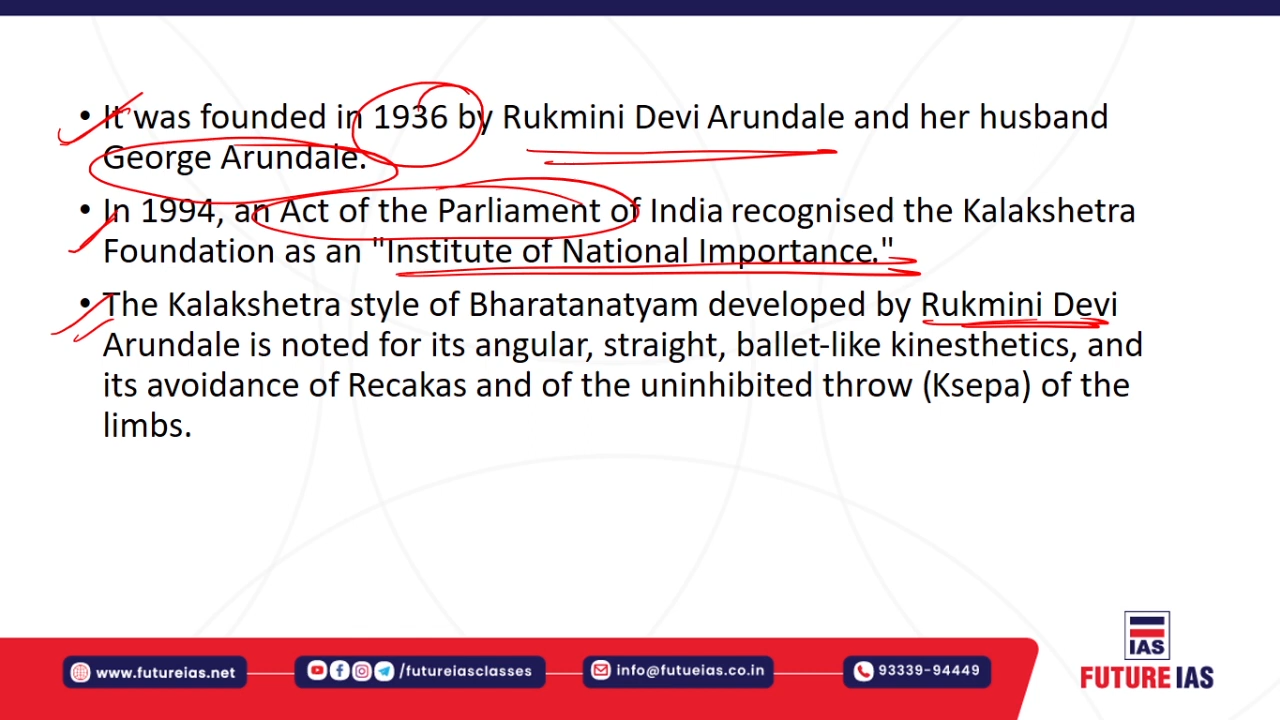 • It was founded in 1936 by Rukmini Devi Arundale and her husband
George Arundale.
• In 1994, an Act of the Parliament of India recognised the Kalakshetra
Foundation as an "Institute of National Importance."
• The Kalakshetra style of Bharatanatyam developed by Rukmini Devi
Arundale is noted for its angular, straight, ballet-like kinesthetics, and
its avoidance of Recakas and of the uninhibited throw (Ksepa) of the
limbs.
IAS
FUTURE IAS
www.futureias.net
/futureiasclasses
info@futueias.co.in
93339-94449